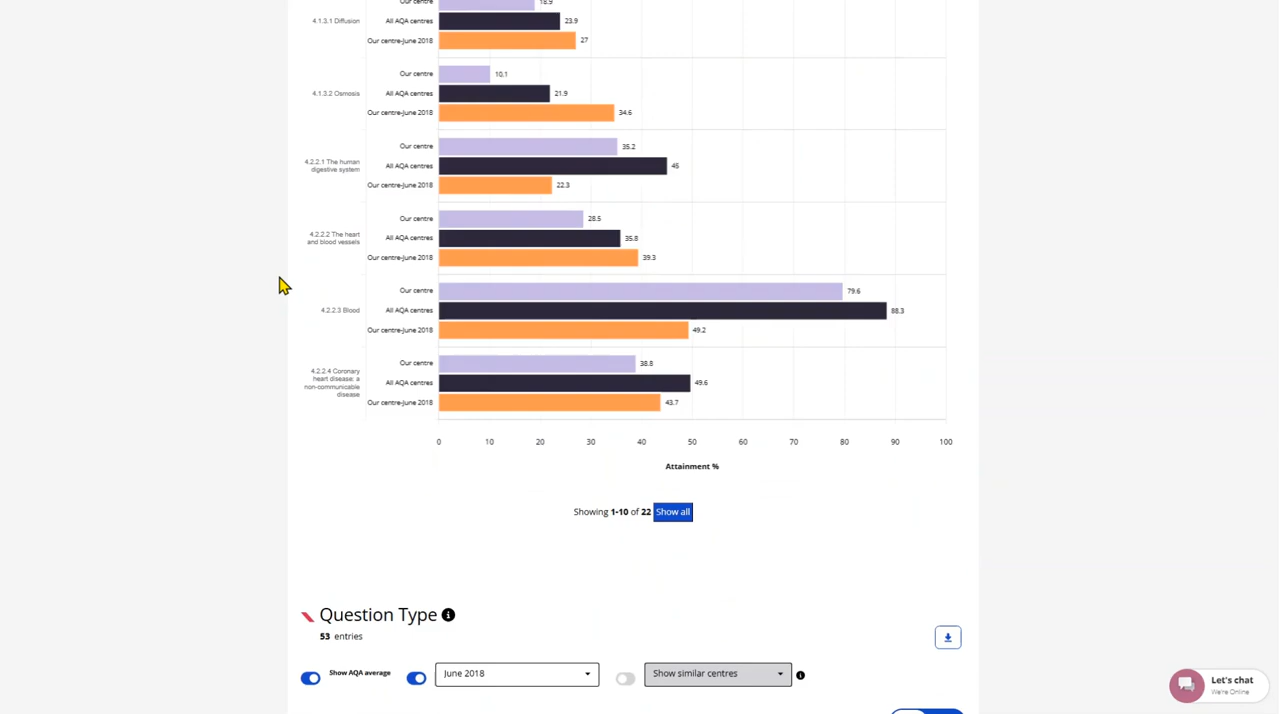 Our centre 18.9
4.1.3.1 Diffusion All AQA centres 23.9
Our centre-June 2018 27
Our centre 10.1
4.1.3.2 Osmosis All AQA centres 21.9
Our centre-June 2018 34.6
Our centre 35.2
4.2.2.1 The human
digestive system
All AQA centres 45
Our centre-June 2018 22.3
Our centre 28.5
4.2.2.2 The heart
and blood vessels
All AQA centres 35.8
Our centre-June 2018 39.3
Our centre 79.6
4.2.2.3 Blood All AQA centres 88.3
Our centre-June 2018 49.2
Our centre 38.8
4.2.2.4 Coronary
heart disease: a
non-communicable
disease
All AQA centres 49.6
Our centre-June 2018 43.7
0 10 20 30 40 50 60 70 80 90 100
Attainment %
Showing 1-10 of 22 Show all
Question Type i
53 entries
Show AQA average June 2018 Show similar centres i
Let's chat
We're Online